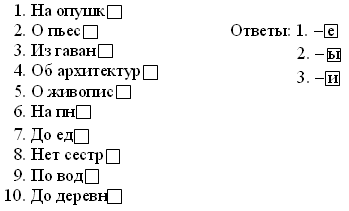 1. На опушк□
2. О пьес□
3. Из гаван□
4. Об архитектур□
5. О живопис□
6. На пн□
7. До ед□
8. Нет сестр□
9. По вод□
10. До деревн□
Ответы: 1. –е
2. –ы
3. –и